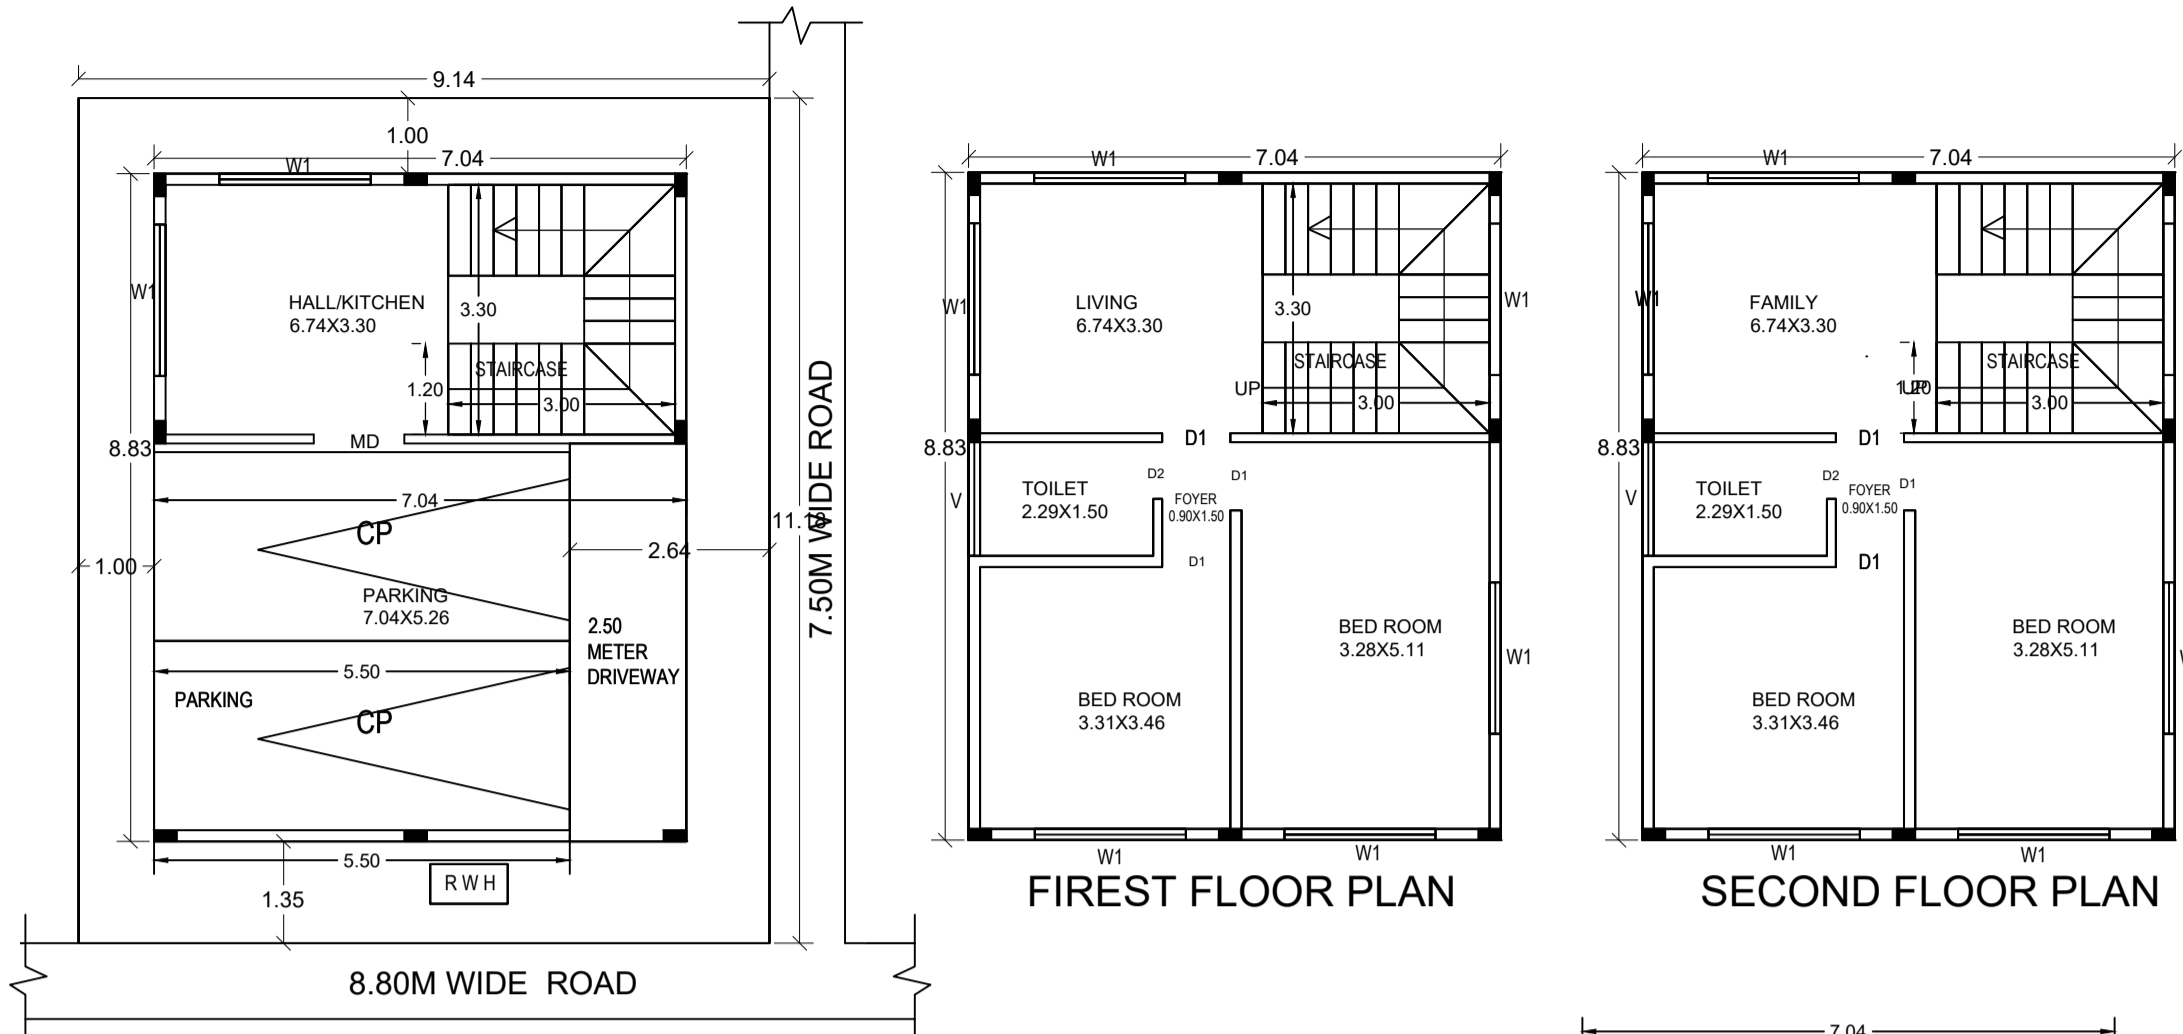 9.14
1.00
7.04
W1
W1
HALL/KITCHEN
6.74X3.30
3.30
STAIRCASE
1.20
3.00
MD
8.83
7.04
CP
11.18
2.64
1.00
PARKING
7.04X5.26
2.50
METER
DRIVEWAY
5.50
PARKING
CP
5.50
R W H
1.35
8.80M WIDE ROAD
7.50M WIDE ROAD
W1
7.04
W1
LIVING
6.74X3.30
3.30
W1
STAIRCASE
UP
3.00
8.83
D1
D2
D1
TOILET
2.29X1.50
V
FOYER
0.90X1.50
D1
BED ROOM
3.28X5.11
W1
BED ROOM
3.31X3.46
W1
W1
FIREST FLOOR PLAN
W1
7.04
W1
FAMILY
6.74X3.30
STAIRCASE
1.20
UP
3.00
8.83
D1
D2
D1
TOILET
2.29X1.50
V
FOYER
0.90X1.50
D1
BED ROOM
3.28X5.11
BED ROOM
3.31X3.46
W1
W1
SECOND FLOOR PLAN
7.04